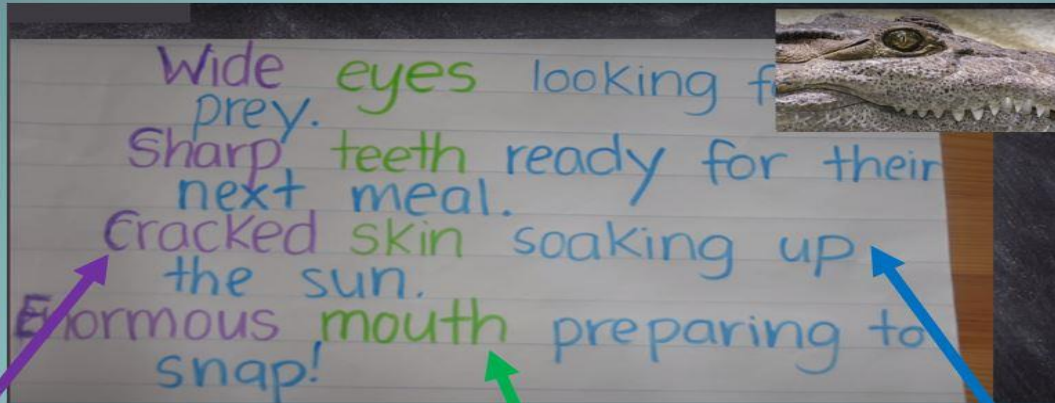 Wide eyes looking
prey.
Sharp teeth ready for their
next meal.
Cracked skin soaking up
the sun.
Enormous mouth preparing to
snap!